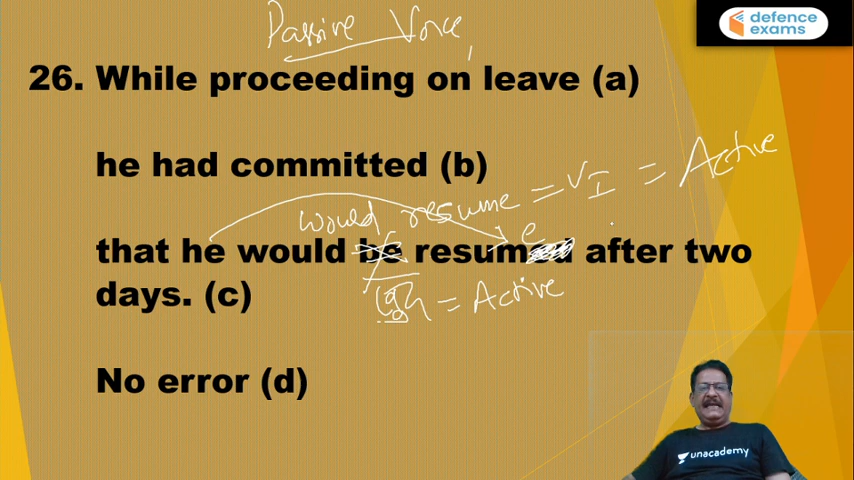 Passive Voice,
defence
exams
26. While proceeding on leave (a)
he had committed (b)
would resume = V I = Active
that he would be resumed after two
e
days. (c)
= Active
No error (d)
unacademy